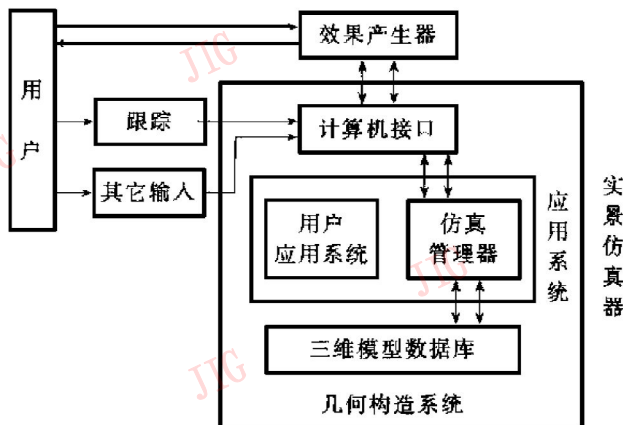 效果产生器
用户
跟踪
计算机接口
其它输入
用户
应用系统
仿真
管理器
应用系统
实景仿真器
三维模型数据库
几何构造系统
JIG
JIG
JIG